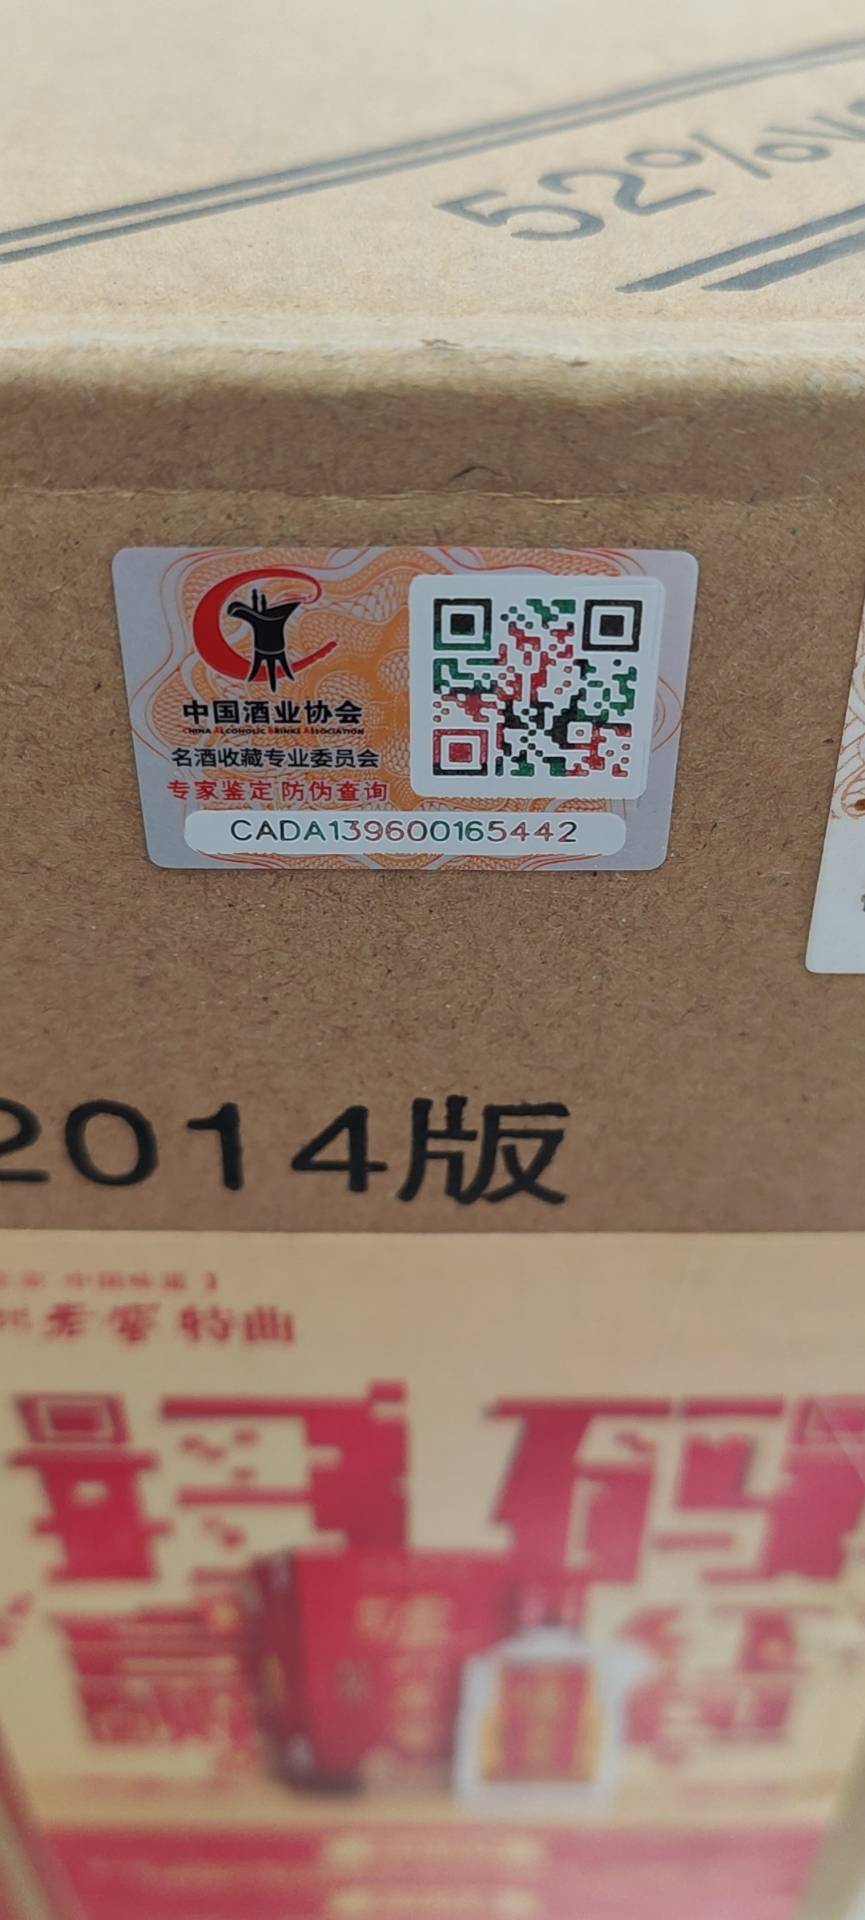 52%
中国酒业协会
CHINA ALCOHOLIC DRINKS ASSOCIATION
名酒收藏专业委员会
专家鉴定 防伪查询
CADA139600165442
2014版
老窖特曲